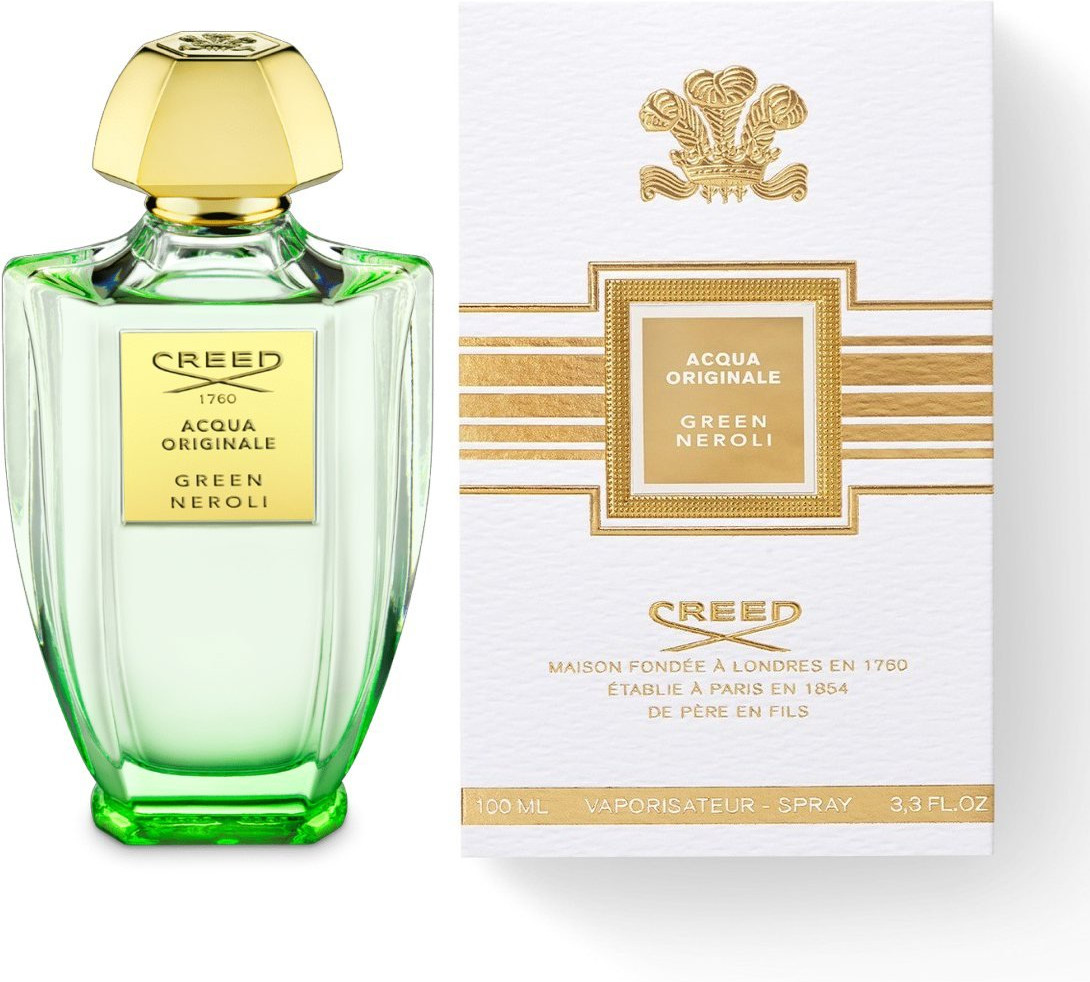 CREED
1760
ACQUA
ORIGINALE
GREEN
NEROLI
ACQUA
ORIGINALE
GREEN
NEROLI
CREED
MAISON FONDÉE À LONDRES EN 1760
ÉTABLIE À PARIS EN 1854
DE PÈRE EN FILS
100 ML VAPORISATEUR - SPRAY 3,3 FL.OZ